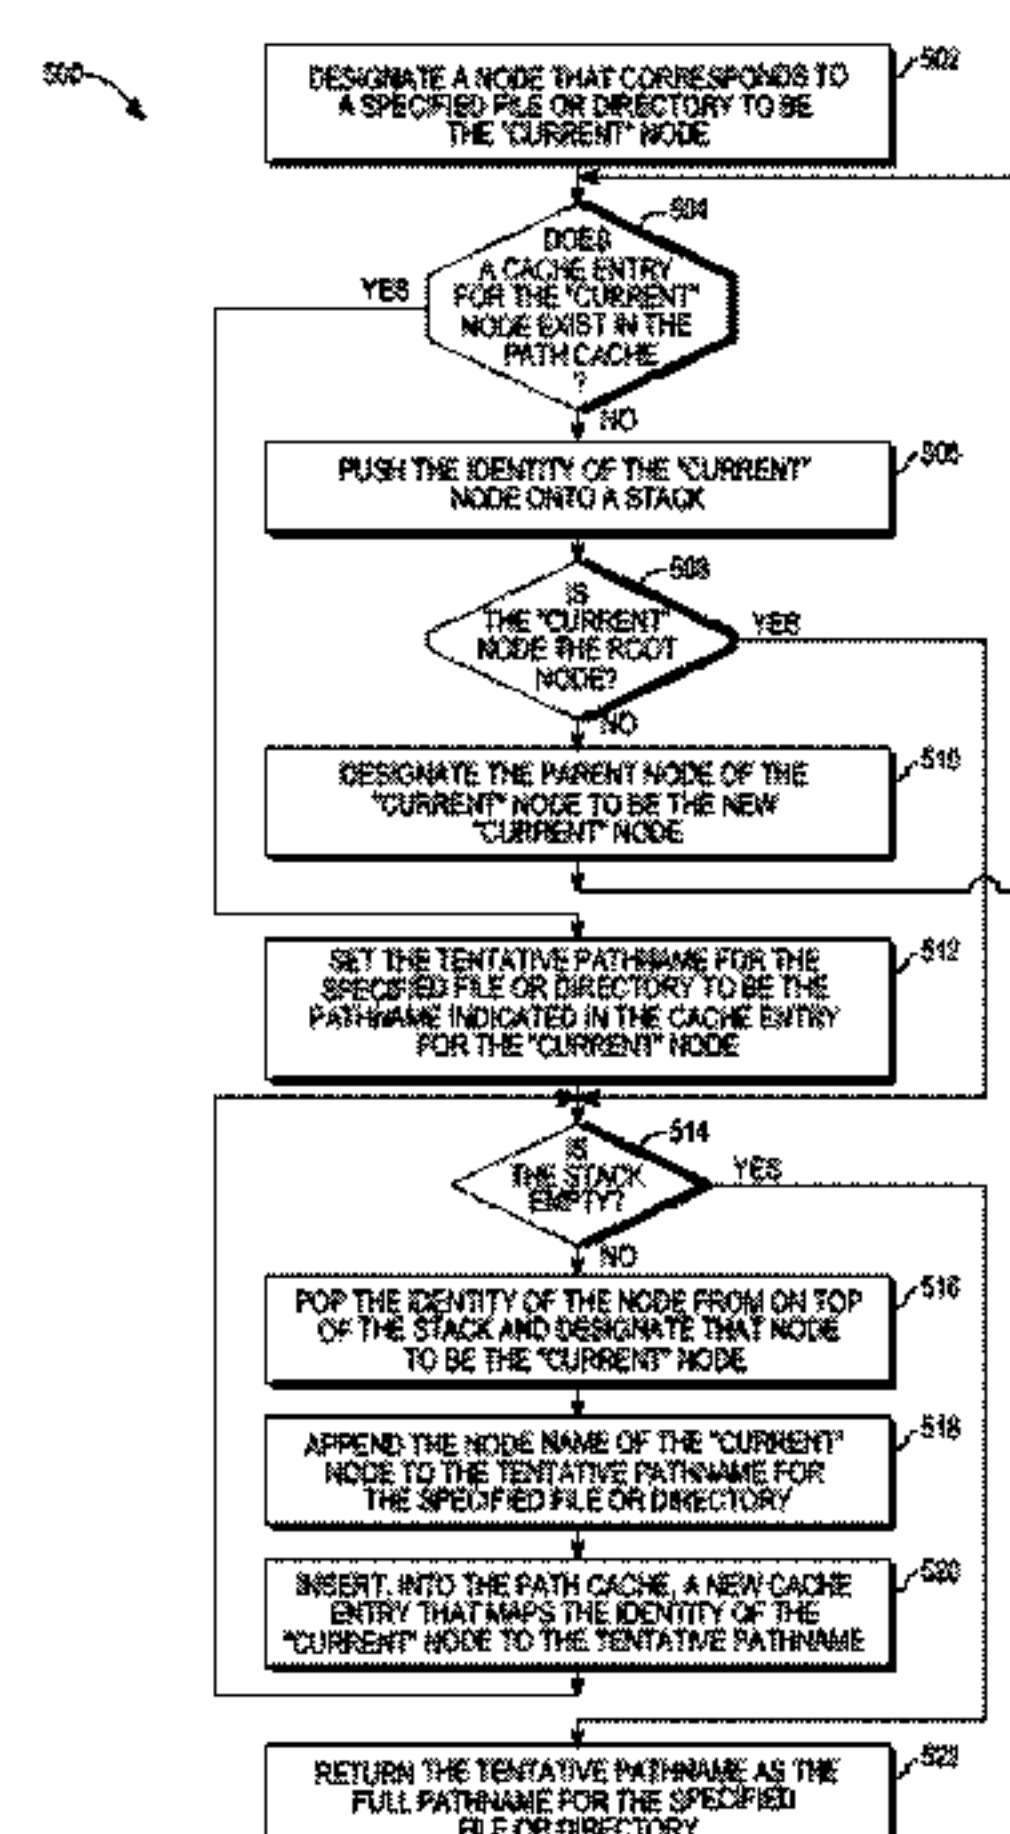 500
502
DESIGNATE A NODE THAT CORRESPONDS TO
A SPECIFIED FILE OR DIRECTORY TO BE
THE "CURRENT" NODE
504
DOES
A CACHE ENTRY
FOR THE "CURRENT"
NODE EXIST IN THE
PATH CACHE
?
YES
NO
506
PUSH THE IDENTITY OF THE "CURRENT"
NODE ONTO A STACK
508
IS
THE "CURRENT"
NODE THE ROOT
NODE?
YES
NO
510
DESIGNATE THE PARENT NODE OF THE
"CURRENT" NODE TO BE THE NEW
"CURRENT" NODE
512
SET THE TENTATIVE PATHNAME FOR THE
SPECIFIED FILE OR DIRECTORY TO BE THE
PATHNAME INDICATED IN THE CACHE ENTRY
FOR THE "CURRENT" NODE
514
IS
THE STACK
EMPTY?
YES
NO
516
POP THE IDENTITY OF THE NODE FROM ON TOP
OF THE STACK AND DESIGNATE THAT NODE
TO BE THE "CURRENT" NODE
518
APPEND THE NODE NAME OF THE "CURRENT"
NODE TO THE TENTATIVE PATHNAME FOR
THE SPECIFIED FILE OR DIRECTORY
520
INSERT, INTO THE PATH CACHE, A NEW CACHE
ENTRY THAT MAPS THE IDENTITY OF THE
"CURRENT" NODE TO THE TENTATIVE PATHNAME
522
RETURN THE TENTATIVE PATHNAME AS THE
FULL PATHNAME FOR THE SPECIFIED
FILE OR DIRECTORY